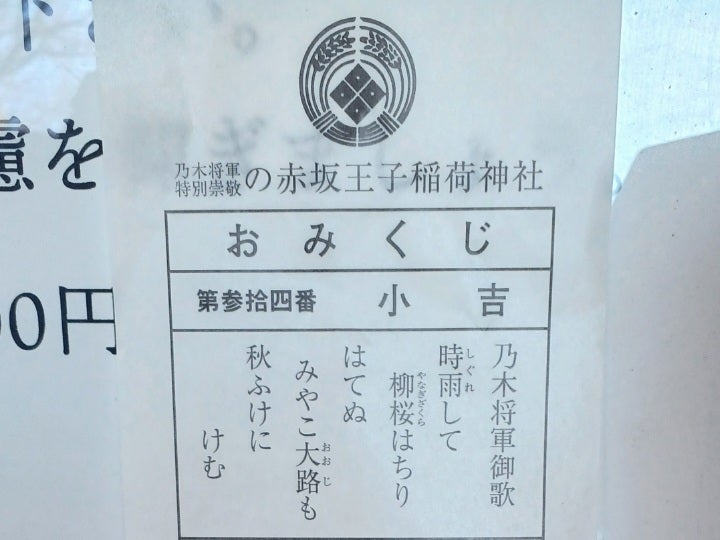 慮を
00円
乃木将軍
特別崇敬の赤坂王子稲荷神社
おみくじ
第参拾四番 小吉
乃木将軍御歌
時雨して
しぐれ
柳桜はちり
やなぎざくら
はてぬ
みやこ大路も
おおじ
秋ふけに
けむ